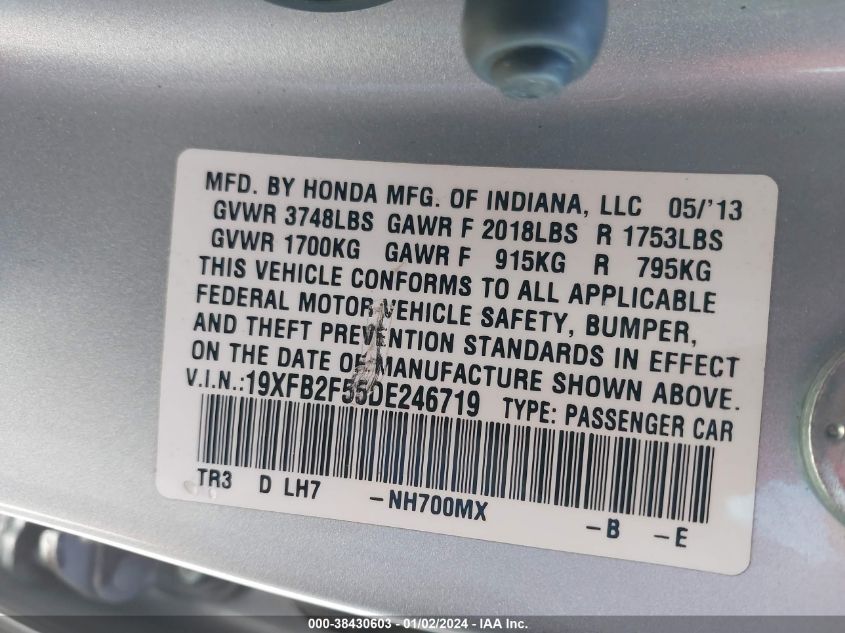 MFD. BY HONDA MFG. OF INDIANA, LLC 05/'13
GVWR 3748LBS GAWR F 2018LBS R 1753LBS
GVWR 1700KG GAWR F 915KG R 795KG
THIS VEHICLE CONFORMS TO ALL APPLICABLE
FEDERAL MOTOR VEHICLE SAFETY, BUMPER,
AND THEFT PREVENTION STANDARDS IN EFFECT
ON THE DATE OF MANUFACTURE SHOWN ABOVE.
V.I.N.:19XFB2F55DE246719 TYPE: PASSENGER CAR
TR3 D LH7 -NH700MX -B -E
000-38430603 - 01/02/2024 - IAA Inc.